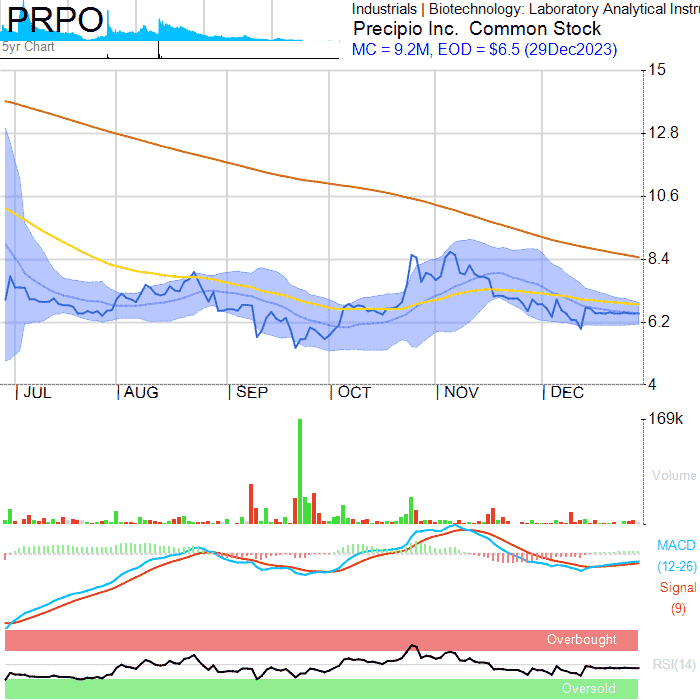 PRPO
5yr Chart
Industrials | Biotechnology: Laboratory Analytical Instru
Precipio Inc.  Common Stock
MC = 9.2M, EOD = $6.5 (29Dec2023)
15
12.8
10.6
8.4
6.2
4
JUL AUG SEP OCT NOV DEC
169k
Volume
MACD
(12-26)
Signal
(9)
Overbought
RSI(14)
Oversold